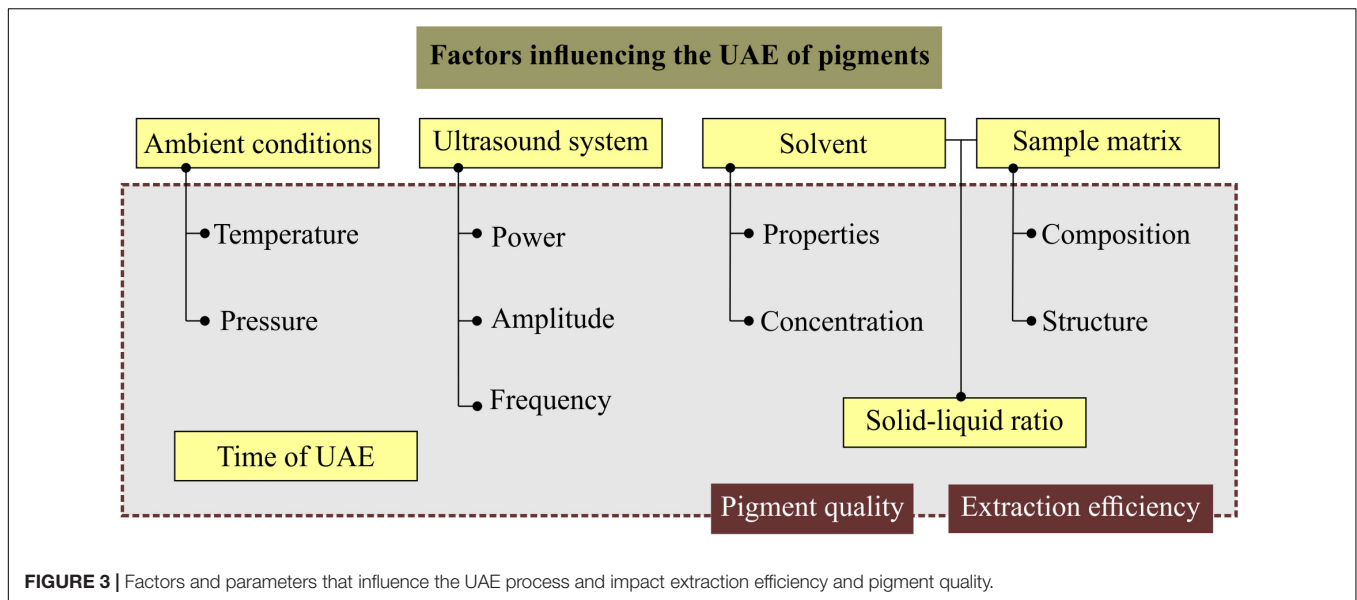 Factors influencing the UAE of pigments
Ambient conditions
Temperature
Pressure
Ultrasound system
Power
Amplitude
Frequency
Solvent
Properties
Concentration
Sample matrix
Composition
Structure
Solid-liquid ratio
Time of UAE
Pigment quality
Extraction efficiency
FIGURE 3 | Factors and parameters that influence the UAE process and impact extraction efficiency and pigment quality.